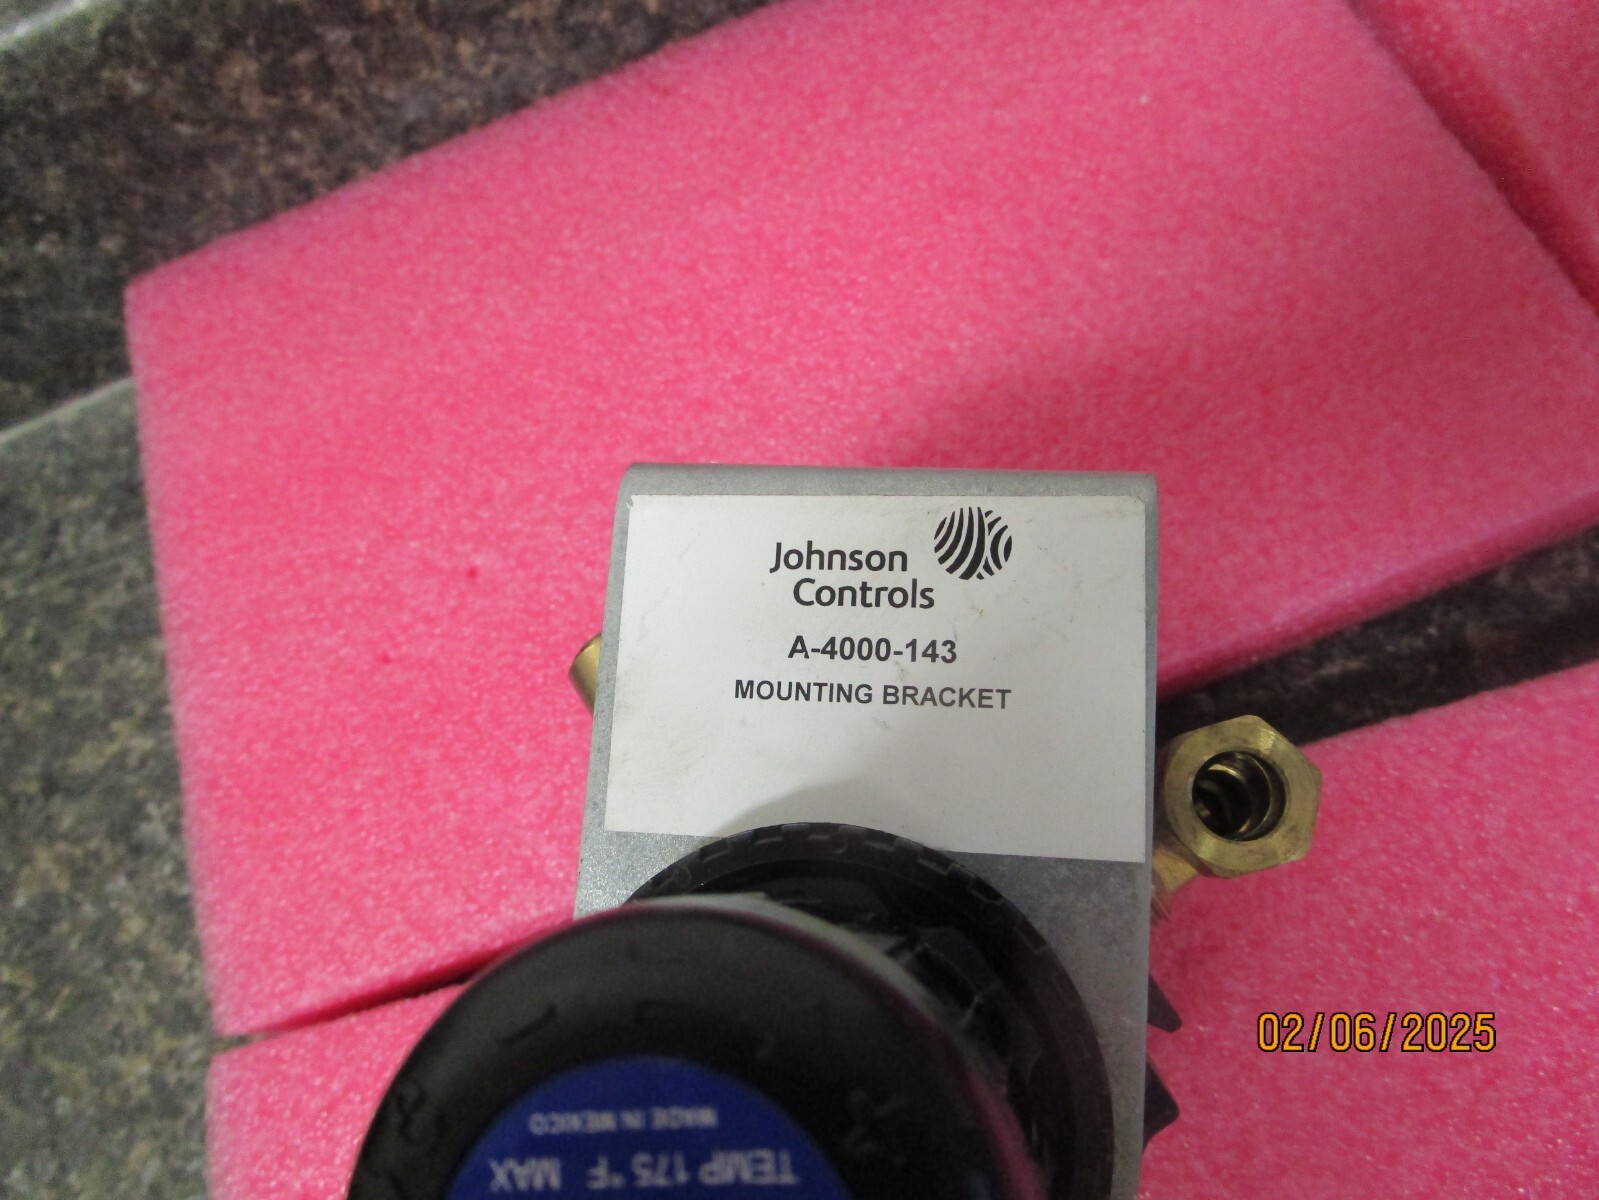 Johnson
Controls
A-4000-143
MOUNTING BRACKET
02/06/2025
TEMP 175 °F MAX
MADE IN MEXICO